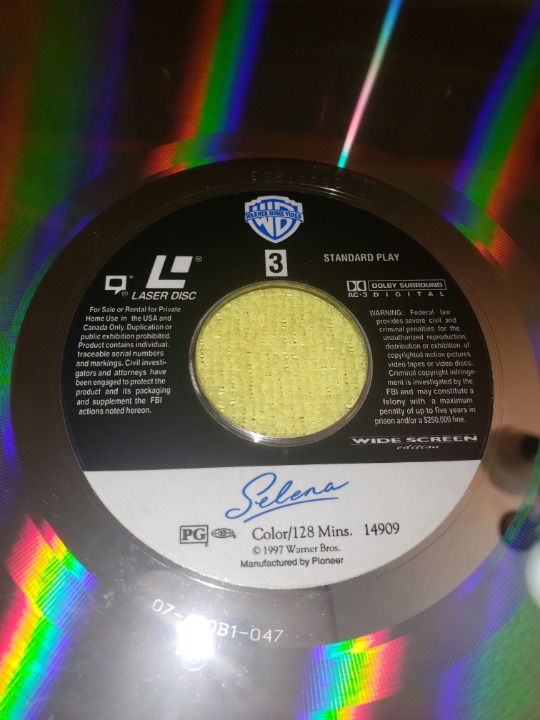 WARNER HOME VIDEO
WB
3
STANDARD PLAY
LASER DISC
For Sale or Rental for Private
Home Use in the USA and
Canada Only. Duplication or
public exhibition prohibited.
Product contains individual,
traceable serial numbers
and markings. Civil investi-
gators and attorneys have
been engaged to protect the
product and its packaging
and supplement the FBI
actions noted hereon.
DOLBY SURROUND
AC-3 DIGITAL
WARNING: Federal law
provides severe civil and
criminal penalties for the
unauthorized reproduction,
distribution or exhibition of
copyrighted motion pictures,
video tapes or video discs.
Criminal copyright infringe-
ment is investigated by the
FBI and may constitute a
felony with a maximum
penalty of up to five years in
prison and/or a $250,000 fine.
WIDE SCREEN
edition
Selena
PG Color/128 Mins. 14909
© 1997 Warner Bros.
Manufactured by Pioneer